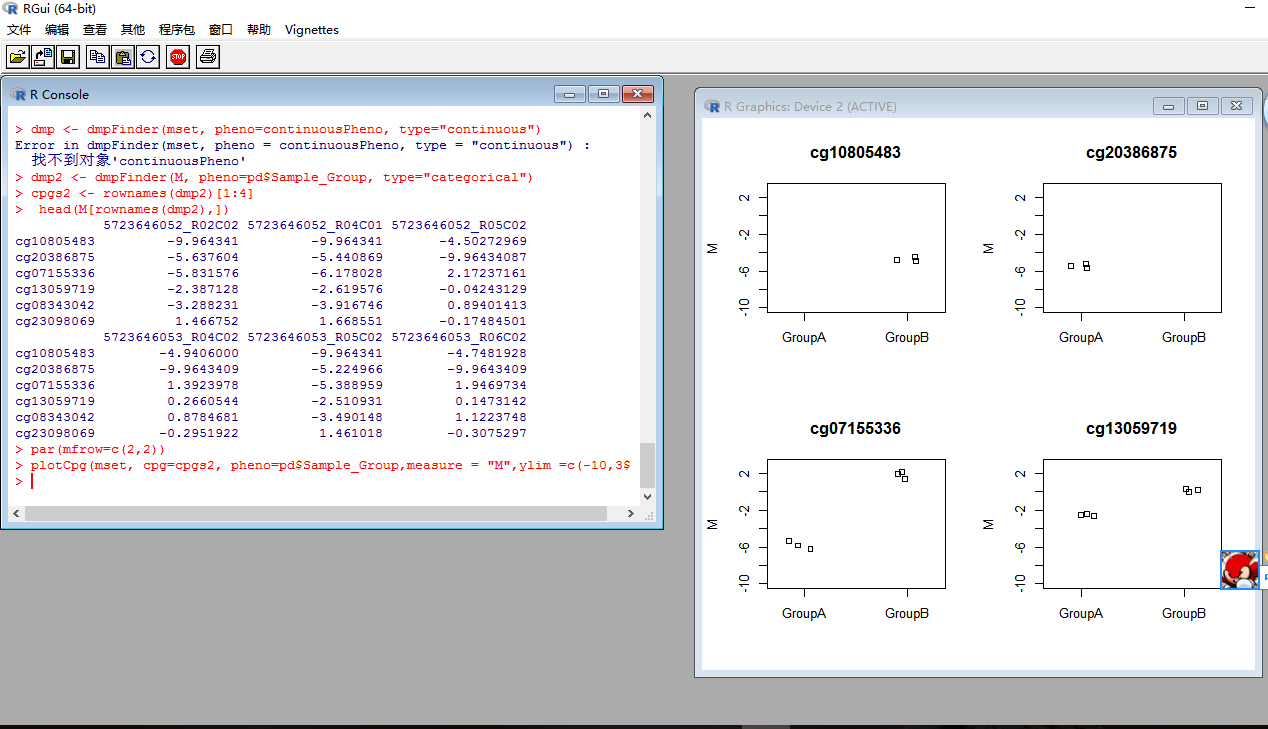 RGui (64-bit)
文件 编辑 查看 其他 程序包 窗口 帮助 Vignettes
STOP
R Console
> dmp <- dmpFinder(mset, pheno=continuousPheno, type="continuous")
Error in dmpFinder(mset, pheno = continuousPheno, type = "continuous") :
  找不到对象'continuousPheno'
> dmp2 <- dmpFinder(M, pheno=pd$Sample_Group, type="categorical")
> cpgs2 <- rownames(dmp2)[1:4]
>  head(M[rownames(dmp2),])
           5723646052_R02C02 5723646052_R04C01 5723646052_R05C02
cg10805483         -9.964341         -9.964341       -4.50272969
cg20386875         -5.637604         -5.440869       -9.96434087
cg07155336         -5.831576         -6.178028        2.17237161
cg13059719         -2.387128         -2.619576       -0.04243129
cg08343042         -3.288231         -3.916746        0.89401413
cg23098069          1.466752          1.668551       -0.17484501
           5723646053_R04C02 5723646053_R05C02 5723646053_R06C02
cg10805483        -4.9406000         -9.964341        -4.7481928
cg20386875        -9.9643409         -5.224966        -9.9643409
cg07155336         1.3923978         -5.388959         1.9469734
cg13059719         0.2660544         -2.510931         0.1473142
cg08343042         0.8784681         -3.490148         1.1223748
cg23098069        -0.2951922          1.461018        -0.3075297
> par(mfrow=c(2,2))
> plotCpg(mset, cpg=cpgs2, pheno=pd$Sample_Group,measure = "M",ylim =c(-10,3$
>
R Graphics: Device 2 (ACTIVE)
cg10805483
2
-2
-6
-10
M
GroupA GroupB
cg20386875
2
-2
-6
-10
M
GroupA GroupB
cg07155336
2
-2
-6
-10
M
GroupA GroupB
cg13059719
2
-2
-6
-10
M
GroupA GroupB